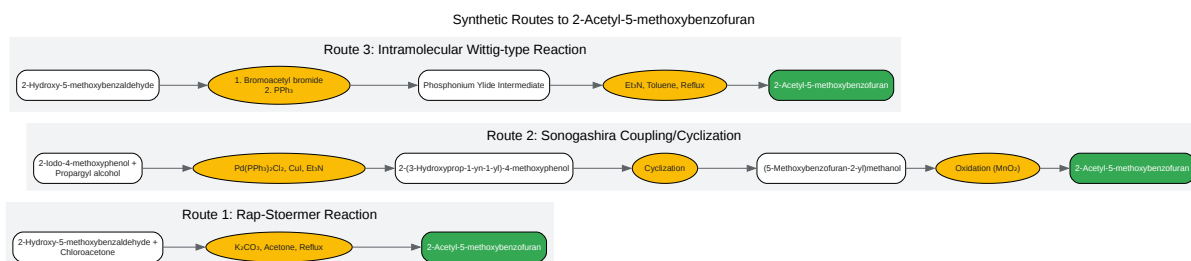 Synthetic Routes to 2-Acetyl-5-methoxybenzofuran
Route 3: Intramolecular Wittig-type Reaction
2-Hydroxy-5-methoxybenzaldehyde
1. Bromoacetyl bromide
2. PPh₃
Phosphonium Ylide Intermediate
Et₃N, Toluene, Reflux
2-Acetyl-5-methoxybenzofuran
Route 2: Sonogashira Coupling/Cyclization
2-Iodo-4-methoxyphenol +
Propargyl alcohol
Pd(PPh₃)₂Cl₂, CuI, Et₃N
2-(3-Hydroxyprop-1-yn-1-yl)-4-methoxyphenol
Cyclization
(5-Methoxybenzofuran-2-yl)methanol
Oxidation (MnO₂)
2-Acetyl-5-methoxybenzofuran
Route 1: Rap-Stoermer Reaction
2-Hydroxy-5-methoxybenzaldehyde +
Chloroacetone
K₂CO₃, Acetone, Reflux
2-Acetyl-5-methoxybenzofuran